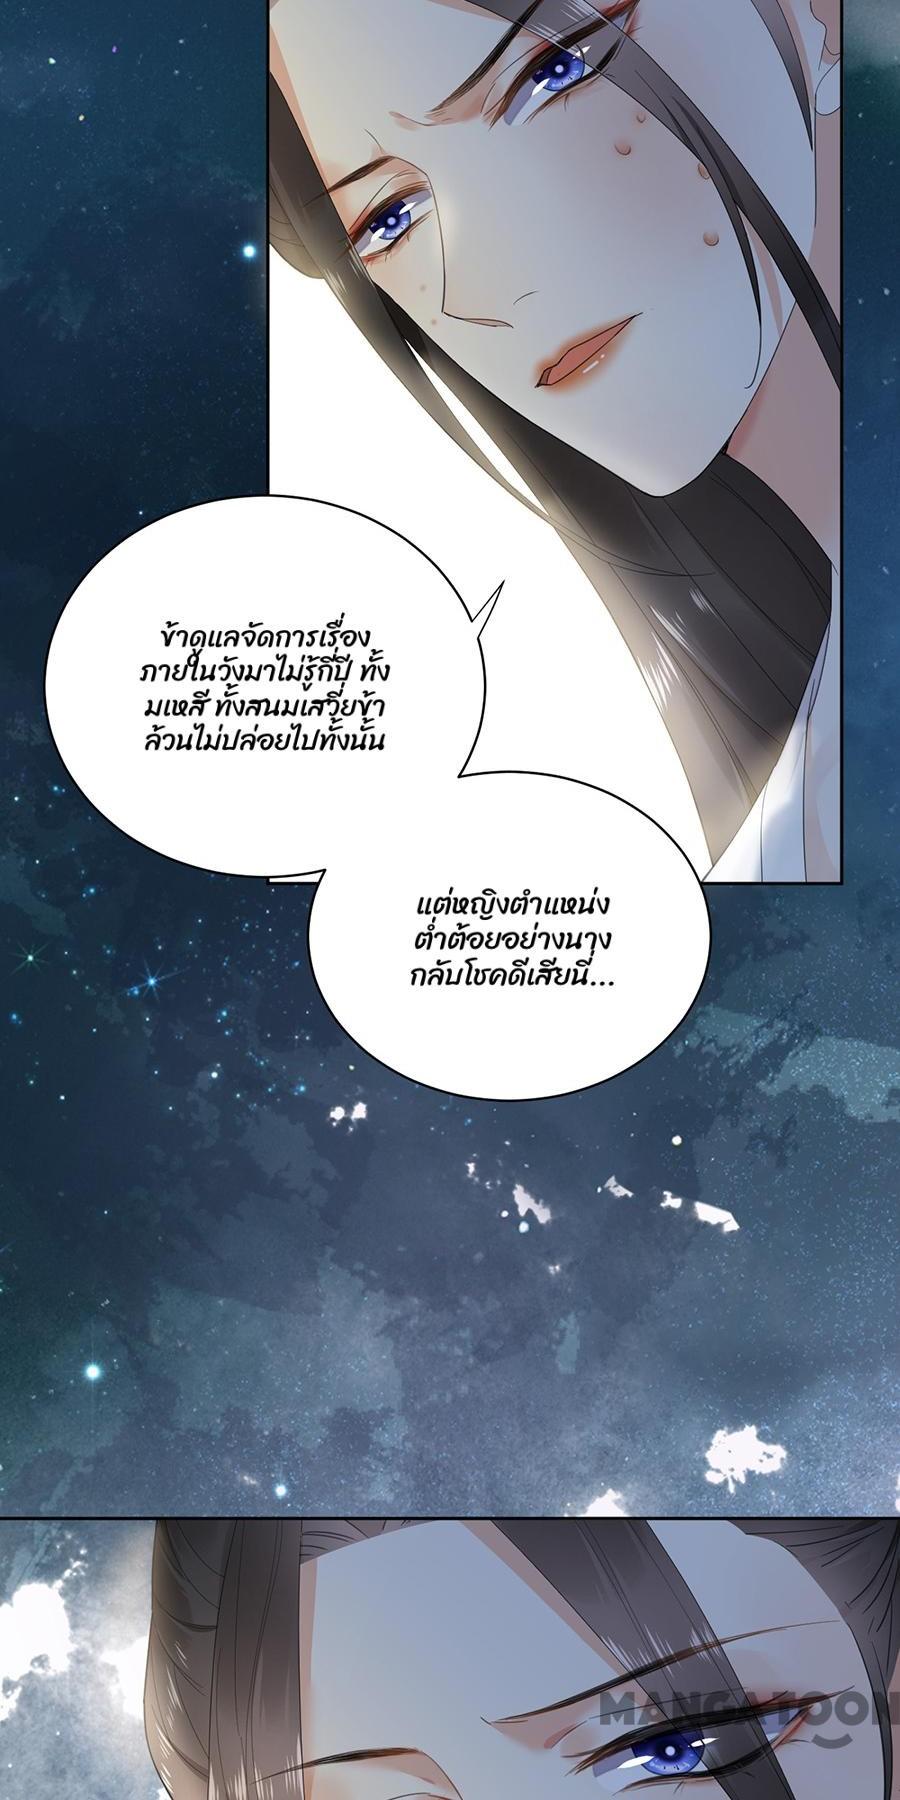 ข้าดูแลจัดการเรื่อง
ภายในวังมาไม่รู้กี่ปี ทั้ง
มเหสี ทั้งสนมเสวี่ยข้า
ล้วนไม่ปล่อยไปทั้งนั้น
แต่หญิงตำแหน่ง
ต่ำต้อยอย่างนาง
กลับโชคดีเสียนี่...
MANGATOON